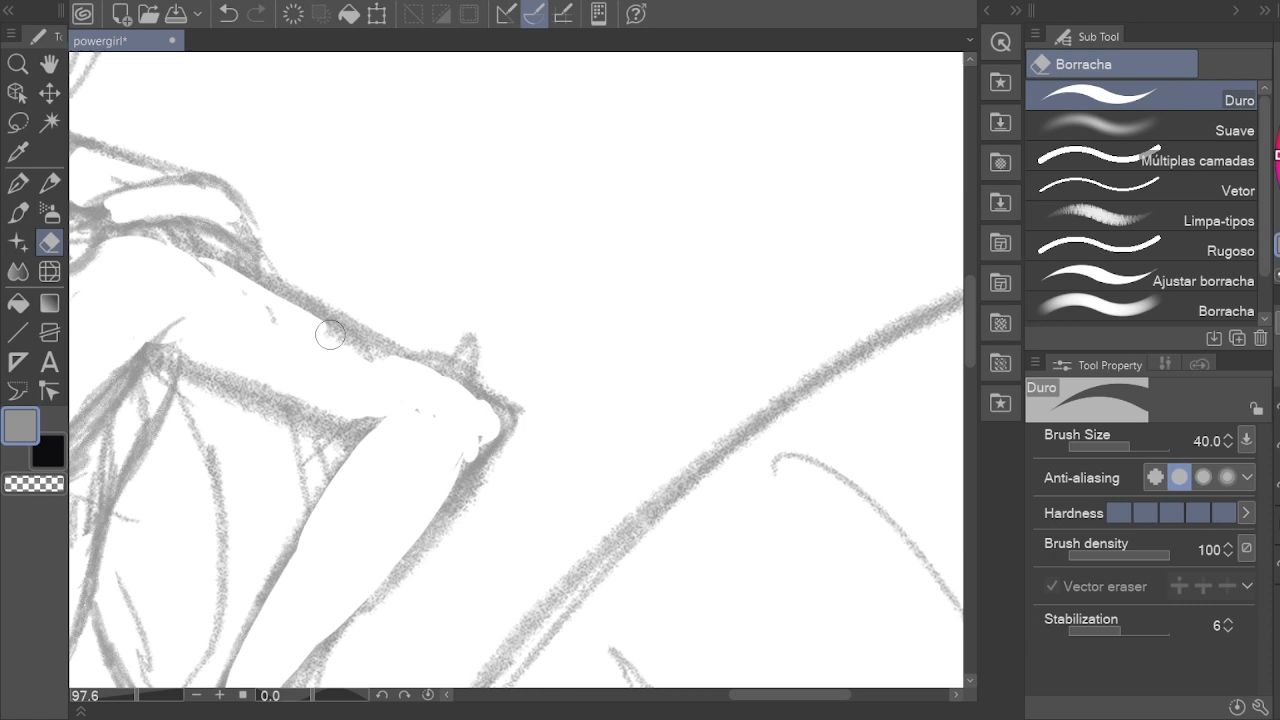 To
powergirl*
Sub Tool
Borracha
Duro
Suave
Múltiplas camadas
Vetor
Limpa-tipos
Rugoso
Ajustar borracha
Borracha
Tool Property
Duro
Brush Size 40.0
Anti-aliasing
Hardness
Brush density 100
Vector eraser
Stabilization 6
97.6 0.0